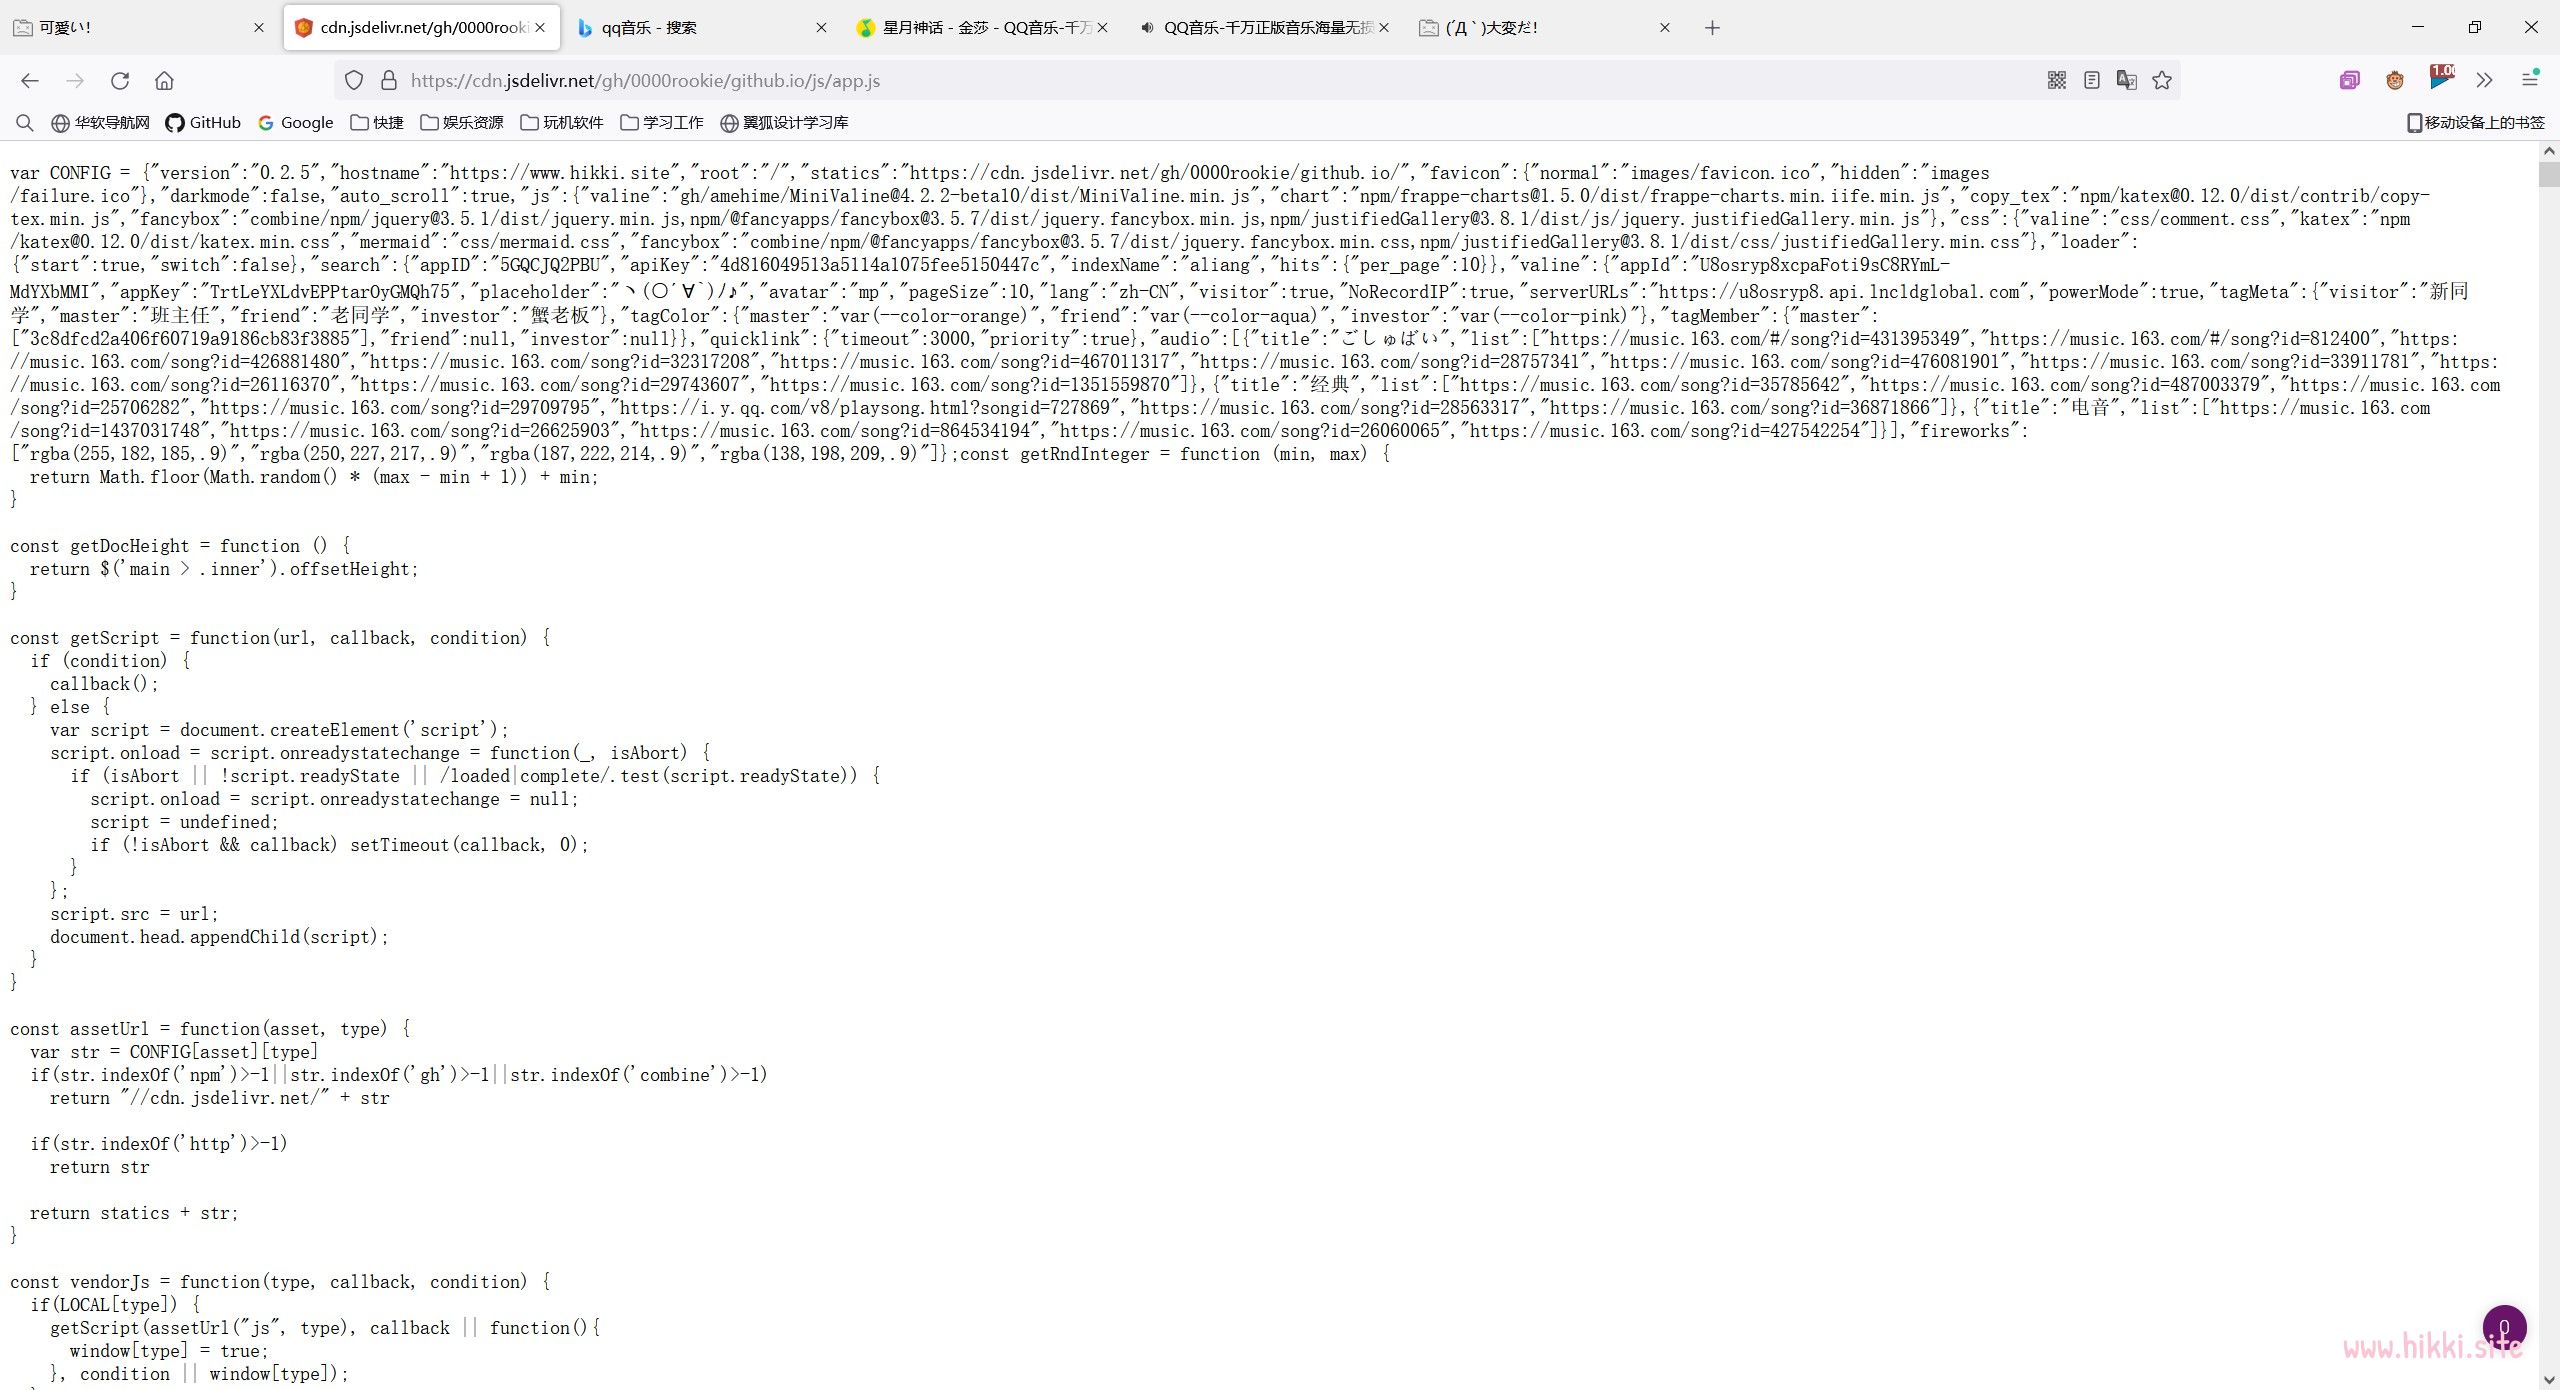 可愛い!
cdn.jsdelivr.net/gh/0000rooki
qq音乐 - 搜索
星月神话 - 金莎 - QQ音乐-千万
QQ音乐-千万正版音乐海量无损
(´Д｀)大変だ!
https://cdn.jsdelivr.net/gh/0000rookie/github.io/js/app.js
1.00
华软导航网
GitHub
Google
快捷
娱乐资源
玩机软件
学习工作
翼狐设计学习库
移动设备上的书签
var CONFIG = {"version":"0.2.5","hostname":"https://www.hikki.site","root":"/","statics":"https://cdn.jsdelivr.net/gh/0000rookie/github.io/","favicon":{"normal":"images/favicon.ico","hidden":"images
/failure.ico"},"darkmode":false,"auto_scroll":true,"js":{"valine":"gh/amehime/MiniValine@4.2.2-beta10/dist/MiniValine.min.js","chart":"npm/frappe-charts@1.5.0/dist/frappe-charts.min.iife.min.js","copy_tex":"npm/katex@0.12.0/dist/contrib/copy-
tex.min.js","fancybox":"combine/npm/jquery@3.5.1/dist/jquery.min.js,npm/@fancyapps/fancybox@3.5.7/dist/jquery.fancybox.min.js,npm/justifiedGallery@3.8.1/dist/js/jquery.justifiedGallery.min.js"},"css":{"valine":"css/comment.css","katex":"npm
/katex@0.12.0/dist/katex.min.css","mermaid":"css/mermaid.css","fancybox":"combine/npm/@fancyapps/fancybox@3.5.7/dist/jquery.fancybox.min.css,npm/justifiedGallery@3.8.1/dist/css/justifiedGallery.min.css"},"loader":
{"start":true,"switch":false},"search":{"appID":"5GQCJQ2PBU","apiKey":"4d816049513a5114a1075fee5150447c","indexName":"aliang","hits":{"per_page":10}},"valine":{"appId":"U8osryp8xcpaFoti9sC8RYmL-
MdYXbMMI","appKey":"TrtLeYXLdvEPPtarOyGMQh75","placeholder":"ヽ(○´∀`)ﾉ♪","avatar":"mp","pageSize":10,"lang":"zh-CN","visitor":true,"NoRecordIP":true,"serverURLs":"https://u8osryp8.api.lncldglobal.com","powerMode":true,"tagMeta":{"visitor":"新同
学","master":"班主任","friend":"老同学","investor":"蟹老板"},"tagColor":{"master":"var(--color-orange)","friend":"var(--color-aqua)","investor":"var(--color-pink)"},"tagMember":{"master":
["3c8dfcd2a406f60719a9186cb83f3885"],"friend":null,"investor":null}},"quicklink":{"timeout":3000,"priority":true},"audio":[{"title":"ごしゅばい","list":["https://music.163.com/#/song?id=431395349","https://music.163.com/#/song?id=812400","https:
//music.163.com/song?id=426881480","https://music.163.com/song?id=32317208","https://music.163.com/song?id=467011317","https://music.163.com/song?id=28757341","https://music.163.com/song?id=476081901","https://music.163.com/song?id=33911781","https:
//music.163.com/song?id=26116370","https://music.163.com/song?id=29743607","https://music.163.com/song?id=1351559870"]},{"title":"经典","list":["https://music.163.com/song?id=35785642","https://music.163.com/song?id=487003379","https://music.163.com
/song?id=25706282","https://music.163.com/song?id=29709795","https://i.y.qq.com/v8/playsong.html?songid=727869","https://music.163.com/song?id=28563317","https://music.163.com/song?id=36871866"]},{"title":"电音","list":["https://music.163.com
/song?id=1437031748","https://music.163.com/song?id=26625903","https://music.163.com/song?id=864534194","https://music.163.com/song?id=26060065","https://music.163.com/song?id=427542254"]}],"fireworks":
["rgba(255,182,185,.9)","rgba(250,227,217,.9)","rgba(187,222,214,.9)","rgba(138,198,209,.9)"]};const getRndInteger = function (min, max) {
  return Math.floor(Math.random() * (max - min + 1)) + min;
}
const getDocHeight = function () {
  return $('main > .inner').offsetHeight;
}
const getScript = function(url, callback, condition) {
  if (condition) {
    callback();
  } else {
    var script = document.createElement('script');
    script.onload = script.onreadystatechange = function(_, isAbort) {
      if (isAbort || !script.readyState || /loaded|complete/.test(script.readyState)) {
        script.onload = script.onreadystatechange = null;
        script = undefined;
        if (!isAbort && callback) setTimeout(callback, 0);
      }
    };
    script.src = url;
    document.head.appendChild(script);
  }
}
const assetUrl = function(asset, type) {
  var str = CONFIG[asset][type]
  if(str.indexOf('npm')>-1||str.indexOf('gh')>-1||str.indexOf('combine')>-1)
    return "//cdn.jsdelivr.net/" + str
  if(str.indexOf('http')>-1)
    return str
  return statics + str;
}
const vendorJs = function(type, callback, condition) {
  if(LOCAL[type]) {
    getScript(assetUrl("js", type), callback || function(){
      window[type] = true;
    }, condition || window[type]);
0
www.hikki.site